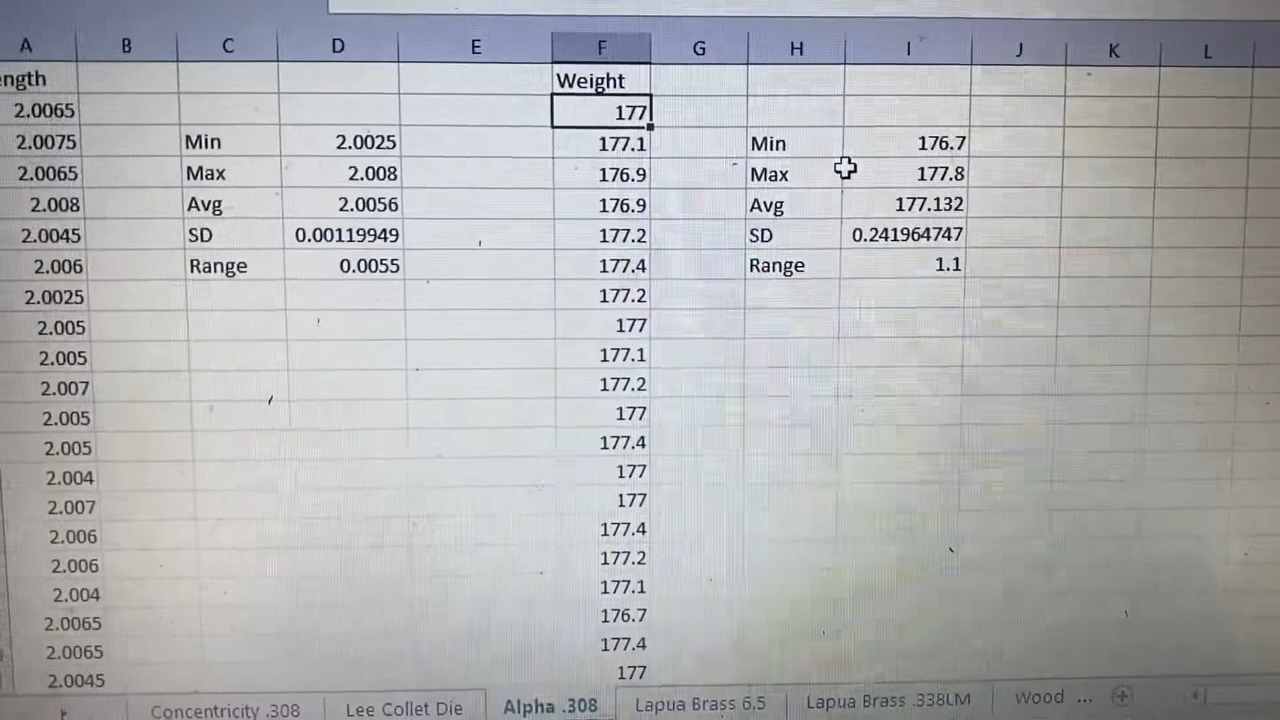 A B C D E F G H I J K L
ength Weight
2.0065 177
2.0075 Min 2.0025 177.1 Min 176.7
2.0065 Max 2.008 176.9 Max 177.8
2.008 Avg 2.0056 176.9 Avg 177.132
2.0045 SD 0.00119949 177.2 SD 0.241964747
2.006 Range 0.0055 177.4 Range 1.1
2.0025 177.2
2.005 177
2.005 177.1
2.007 177.2
2.005 177
2.005 177.4
2.004 177
2.007 177
2.006 177.4
2.006 177.2
2.004 177.1
2.0065 176.7
2.0065 177.4
2.0045 177
Concentricity .308 Lee Collet Die Alpha .308 Lapua Brass 6.5 Lapua Brass .338LM Wood ...